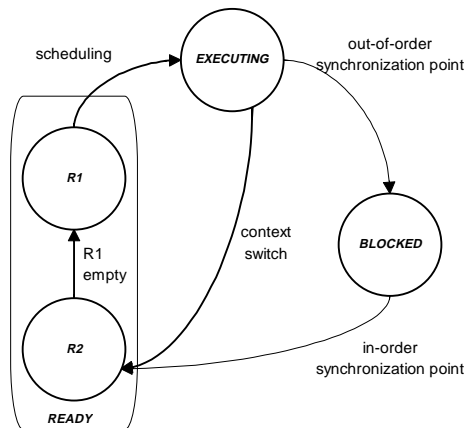 scheduling
EXECUTING
out-of-order
synchronization point
R1
context
switch
BLOCKED
R1
empty
R2
in-order
synchronization point
READY